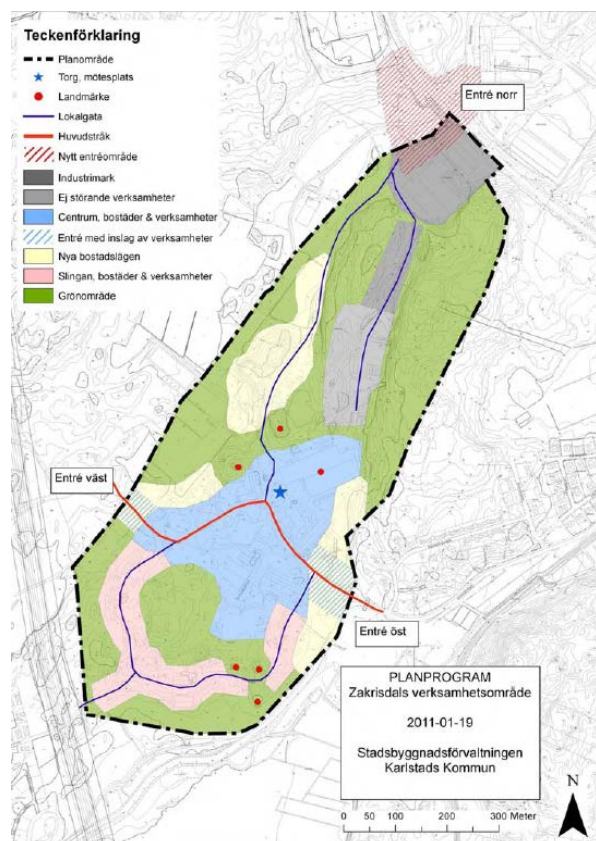 Teckenförklaring
Planområde
Torg, mötesplats
Landmärke
Lokalgata
Huvudstråk
Nytt entréområde
Industrimark
Ej störande verksamheter
Centrum, bostäder & verksamheter
Entré med inslag av verksamheter
Nya bostadslägen
Slingan, bostäder & verksamheter
Grönområde
Entré norr
Entré väst
Entré öst
PLANPROGRAM
Zakrisdals verksamhetsområde
2011-01-19
Stadsbyggnadsförvaltningen
Karlstads Kommun
N
0 50 100 200 300 Meter